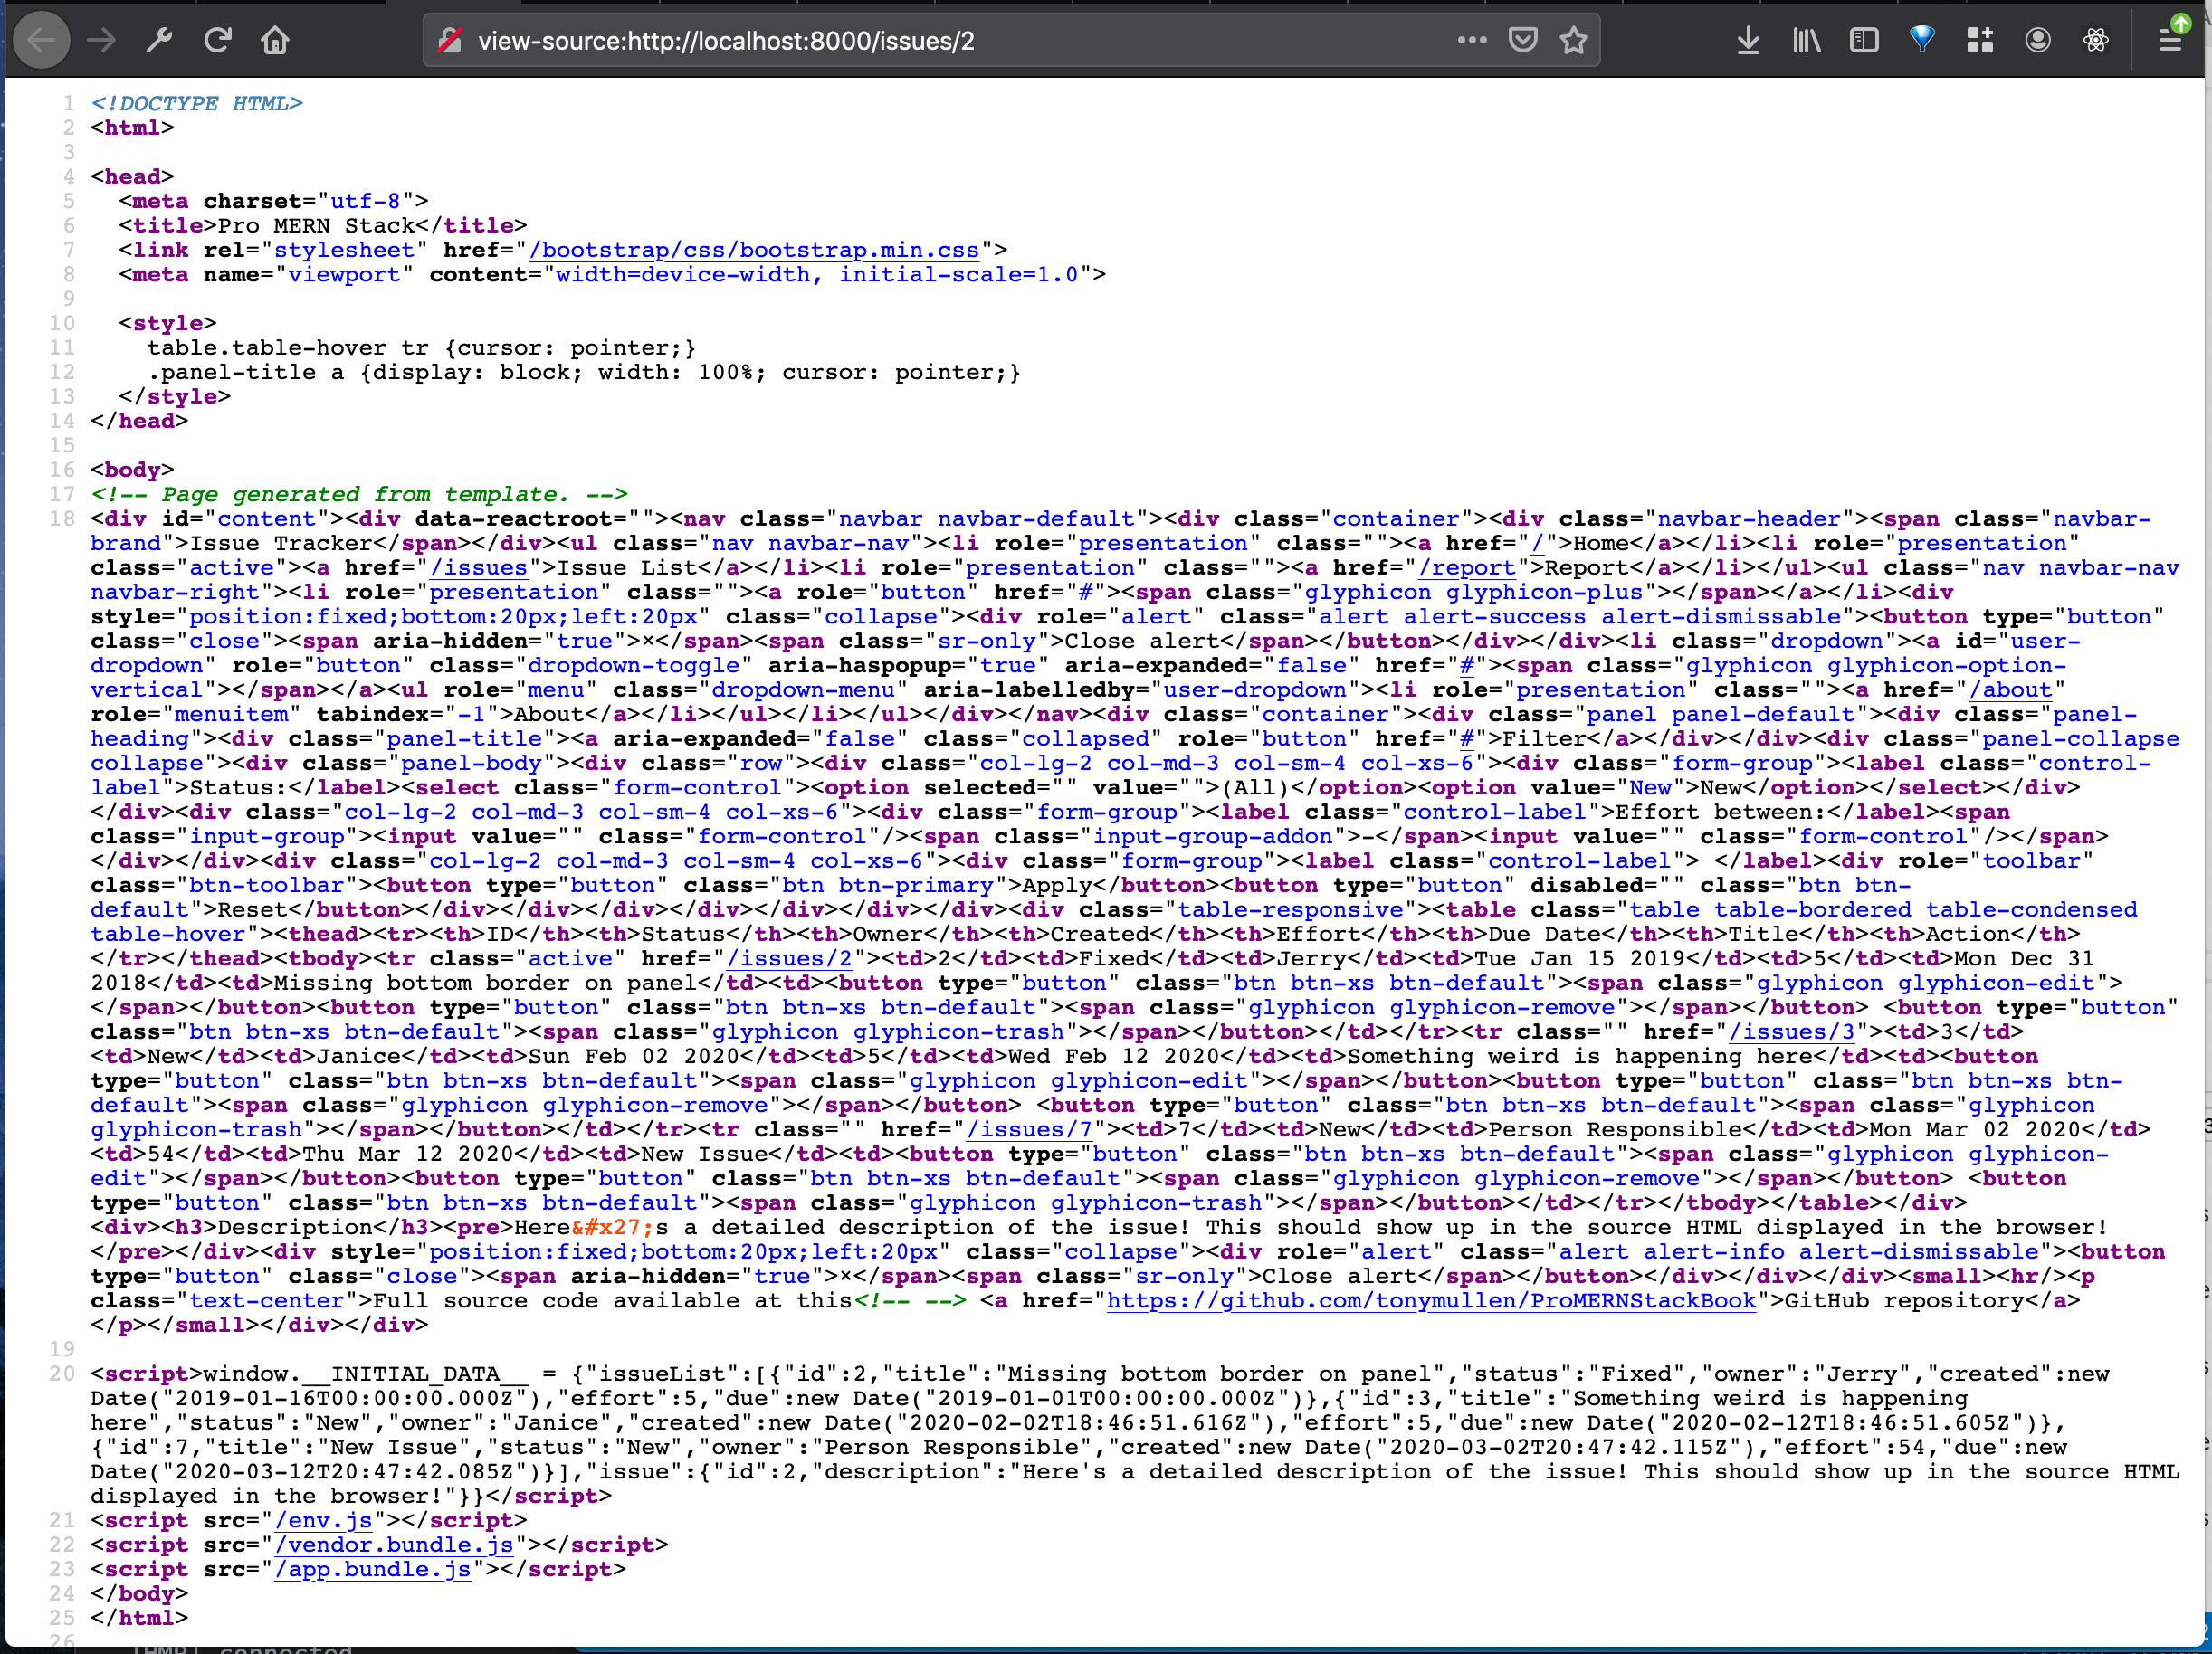 view-source:http://localhost:8000/issues/2
1 <!DOCTYPE HTML>
2 <html>
3
4 <head>
5   <meta charset="utf-8">
6   <title>Pro MERN Stack</title>
7   <link rel="stylesheet" href="/bootstrap/css/bootstrap.min.css">
8   <meta name="viewport" content="width=device-width, initial-scale=1.0">
9
10   <style>
11     table.table-hover tr {cursor: pointer;}
12     .panel-title a {display: block; width: 100%; cursor: pointer;}
13   </style>
14 </head>
15
16 <body>
17 <!-- Page generated from template. -->
18 <div id="content"><div data-reactroot=""><nav class="navbar navbar-default"><div class="container"><div class="navbar-header"><span class="navbar-
brand">Issue Tracker</span></div><ul class="nav navbar-nav"><li role="presentation" class=""><a href="/">Home</a></li><li role="presentation"
class="active"><a href="/issues">Issue List</a></li><li role="presentation" class=""><a href="/report">Report</a></li></ul><ul class="nav navbar-nav
navbar-right"><li role="presentation" class=""><a role="button" href="#"><span class="glyphicon glyphicon-plus"></span></a></li><div
style="position:fixed;bottom:20px;left:20px" class="collapse"><div role="alert" class="alert alert-success alert-dismissable"><button type="button"
class="close"><span aria-hidden="true">×</span><span class="sr-only">Close alert</span></button></div></div><li class="dropdown"><a id="user-
dropdown" role="button" class="dropdown-toggle" aria-haspopup="true" aria-expanded="false" href="#"><span class="glyphicon glyphicon-option-
vertical"></span></a><ul role="menu" class="dropdown-menu" aria-labelledby="user-dropdown"><li role="presentation" class=""><a href="/about"
role="menuitem" tabindex="-1">About</a></li></ul></li></ul></div></nav><div class="container"><div class="panel panel-default"><div class="panel-
heading"><div class="panel-title"><a aria-expanded="false" class="collapsed" role="button" href="#">Filter</a></div></div><div class="panel-collapse
collapse"><div class="panel-body"><div class="row"><div class="col-lg-2 col-md-3 col-sm-4 col-xs-6"><div class="form-group"><label class="control-
label">Status:</label><select class="form-control"><option selected="" value="">(All)</option><option value="New">New</option></select></div>
</div><div class="col-lg-2 col-md-3 col-sm-4 col-xs-6"><div class="form-group"><label class="control-label">Effort between:</label><span
class="input-group"><input value="" class="form-control"/><span class="input-group-addon">-</span><input value="" class="form-control"/></span>
</div></div><div class="col-lg-2 col-md-3 col-sm-4 col-xs-6"><div class="form-group"><label class="control-label"> </label><div role="toolbar"
class="btn-toolbar"><button type="button" class="btn btn-primary">Apply</button><button type="button" disabled="" class="btn btn-
default">Reset</button></div></div></div></div></div></div></div><div class="table-responsive"><table class="table table-bordered table-condensed
table-hover"><thead><tr><th>ID</th><th>Status</th><th>Owner</th><th>Created</th><th>Effort</th><th>Due Date</th><th>Title</th><th>Action</th>
</tr></thead><tbody><tr class="active" href="/issues/2"><td>2</td><td>Fixed</td><td>Jerry</td><td>Tue Jan 15 2019</td><td>5</td><td>Mon Dec 31
2018</td><td>Missing bottom border on panel</td><td><button type="button" class="btn btn-xs btn-default"><span class="glyphicon glyphicon-edit">
</span></button><button type="button" class="btn btn-xs btn-default"><span class="glyphicon glyphicon-remove"></span></button> <button type="button"
class="btn btn-xs btn-default"><span class="glyphicon glyphicon-trash"></span></button></td></tr><tr class="" href="/issues/3"><td>3</td>
<td>New</td><td>Janice</td><td>Sun Feb 02 2020</td><td>5</td><td>Wed Feb 12 2020</td><td>Something weird is happening here</td><td><button
type="button" class="btn btn-xs btn-default"><span class="glyphicon glyphicon-edit"></span></button><button type="button" class="btn btn-xs btn-
default"><span class="glyphicon glyphicon-remove"></span></button> <button type="button" class="btn btn-xs btn-default"><span class="glyphicon
glyphicon-trash"></span></button></td></tr><tr class="" href="/issues/7"><td>7</td><td>New</td><td>Person Responsible</td><td>Mon Mar 02 2020</td>
<td>54</td><td>Thu Mar 12 2020</td><td>New Issue</td><td><button type="button" class="btn btn-xs btn-default"><span class="glyphicon glyphicon-
edit"></span></button><button type="button" class="btn btn-xs btn-default"><span class="glyphicon glyphicon-remove"></span></button> <button
type="button" class="btn btn-xs btn-default"><span class="glyphicon glyphicon-trash"></span></button></td></tr></tbody></table></div>
<div><h3>Description</h3><pre>Here&#x27;s a detailed description of the issue! This should show up in the source HTML displayed in the browser!
</pre></div><div style="position:fixed;bottom:20px;left:20px" class="collapse"><div role="alert" class="alert alert-info alert-dismissable"><button
type="button" class="close"><span aria-hidden="true">×</span><span class="sr-only">Close alert</span></button></div></div></div><small><hr/><p
class="text-center">Full source code available at this<!-- --> <a href="https://github.com/tonymullen/ProMERNStackBook">GitHub repository</a>
</p></small></div></div>
19
20 <script>window.__INITIAL_DATA__ = {"issueList":[{"id":2,"title":"Missing bottom border on panel","status":"Fixed","owner":"Jerry","created":new
Date("2019-01-16T00:00:00.000Z"),"effort":5,"due":new Date("2019-01-01T00:00:00.000Z")},{"id":3,"title":"Something weird is happening
here","status":"New","owner":"Janice","created":new Date("2020-02-02T18:46:51.616Z"),"effort":5,"due":new Date("2020-02-12T18:46:51.605Z")},
{"id":7,"title":"New Issue","status":"New","owner":"Person Responsible","created":new Date("2020-03-02T20:47:42.115Z"),"effort":54,"due":new
Date("2020-03-12T20:47:42.085Z")}],"issue":{"id":2,"description":"Here's a detailed description of the issue! This should show up in the source HTML
displayed in the browser!"}}</script>
21 <script src="/env.js"></script>
22 <script src="/vendor.bundle.js"></script>
23 <script src="/app.bundle.js"></script>
24 </body>
25 </html>
26